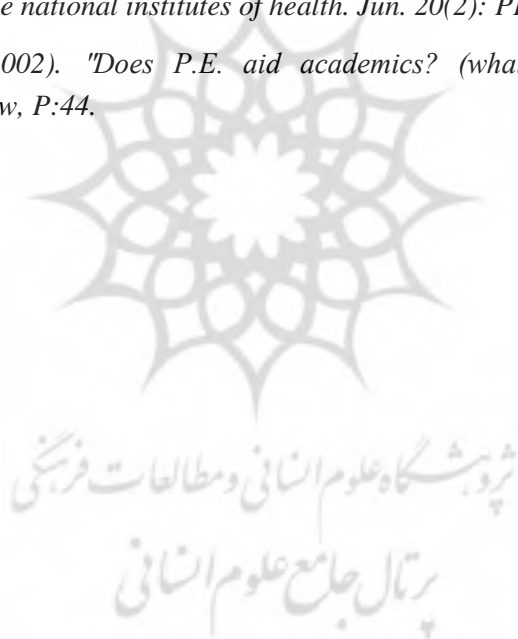 e national institutes of health. Jun. 20(2): Pl
002). "Does P.E. aid academics? (wha
w, P:44.
پژوهشگاه علوم انسانی و مطالعات فرهنگی
پرتال جامع علوم انسانی